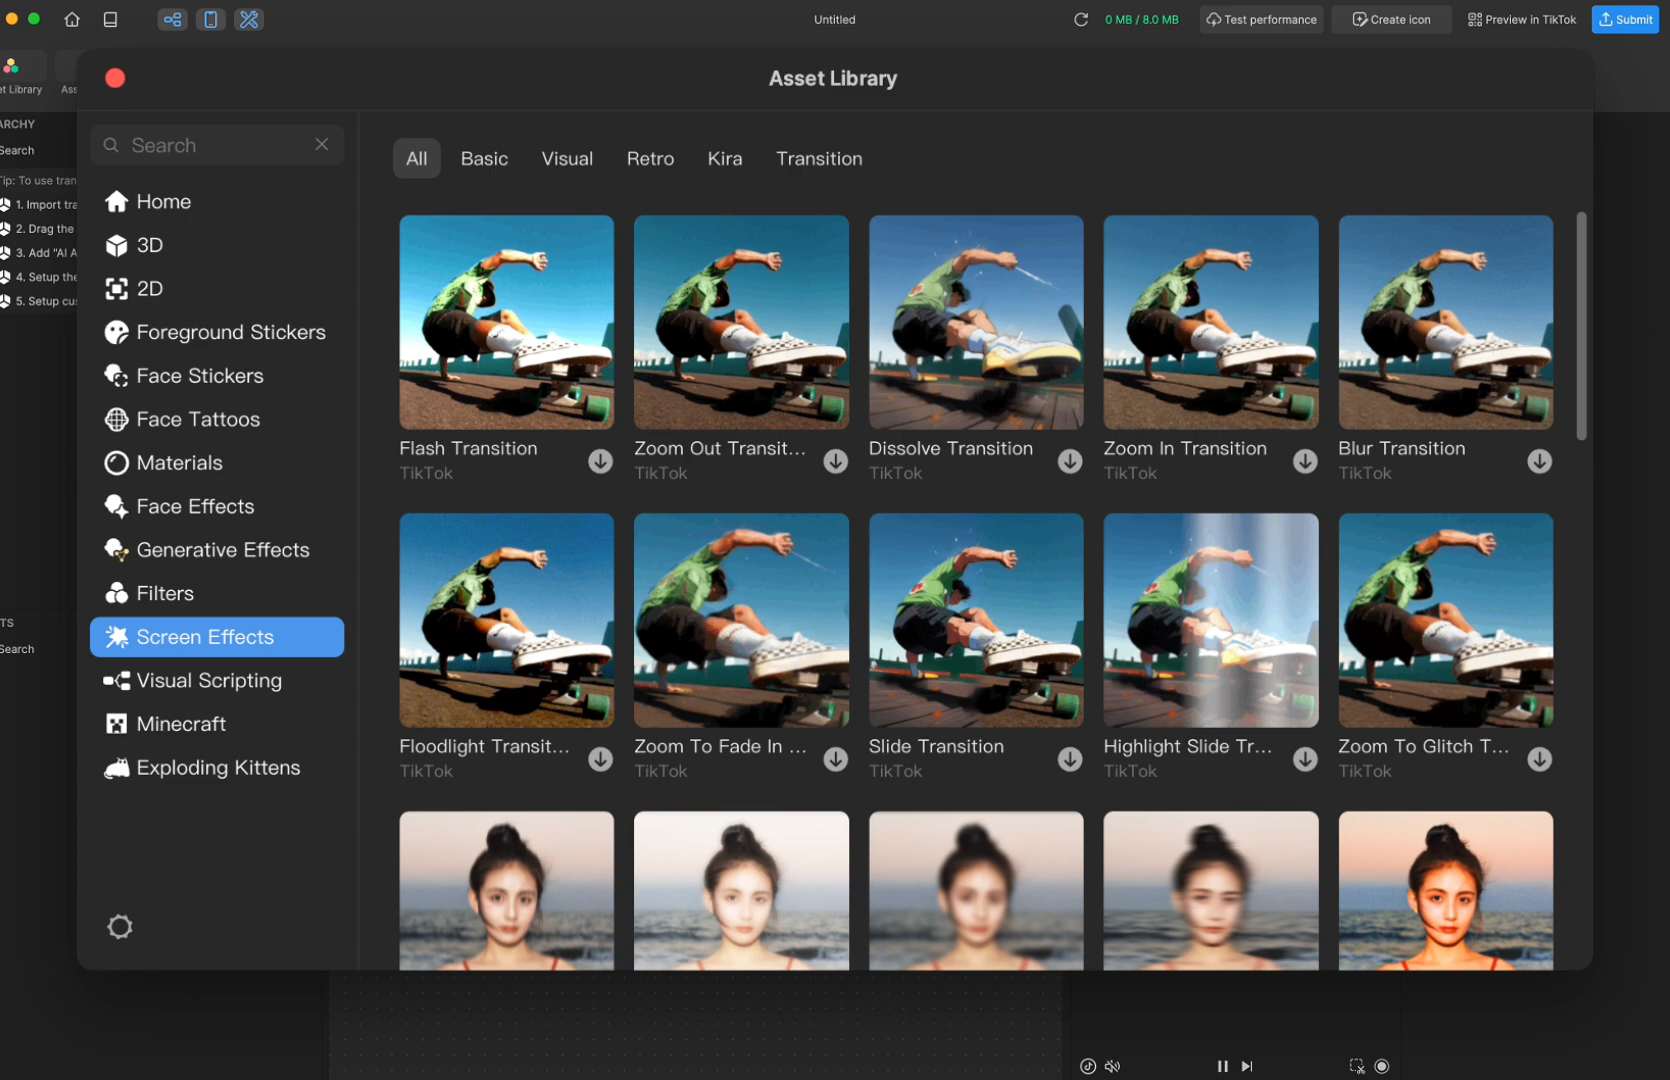 Untitled
0 MB / 8.0 MB
Test performance
Create icon
Preview in TikTok
Submit
et Library
Ass
Asset Library
ARCHY
Search
Tip: To use tran
1. Import tra
2. Drag the
3. Add "AI A
4. Setup the
5. Setup cus
TS
Search
Search
Home
3D
2D
Foreground Stickers
Face Stickers
Face Tattoos
Materials
Face Effects
Generative Effects
Filters
Screen Effects
Visual Scripting
Minecraft
Exploding Kittens
All Basic Visual Retro Kira Transition
Flash Transition
TikTok
Zoom Out Transit...
TikTok
Dissolve Transition
TikTok
Zoom In Transition
TikTok
Blur Transition
TikTok
Floodlight Transit...
TikTok
Zoom To Fade In ...
TikTok
Slide Transition
TikTok
Highlight Slide Tr...
TikTok
Zoom To Glitch T...
TikTok